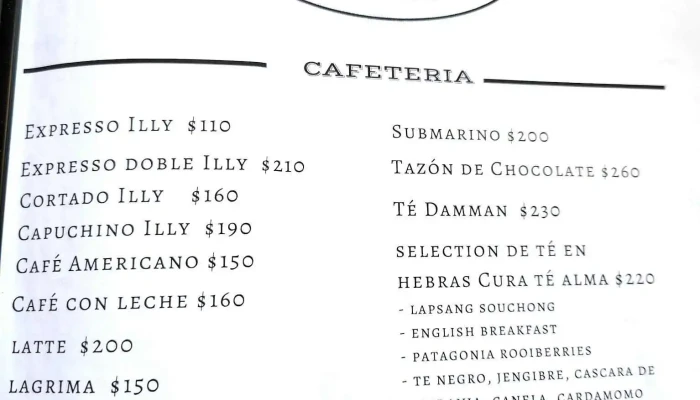 CAFETERIA
EXPRESSO ILLY $110
EXPRESSO DOBLE ILLY $210
CORTADO ILLY $160
CAPUCHINO ILLY $190
CAFÉ AMERICANO $150
CAFÉ CON LECHE $160
LATTE $200
LAGRIMA $150
SUBMARINO $200
TAZÓN DE CHOCOLATE $260
TÉ DAMMAN $230
SELECTION DE TÉ EN
HEBRAS CURA TÉ ALMA $220
- LAPSANG SOUCHONG
- ENGLISH BREAKFAST
- PATAGONIA ROOIBERRIES
- TE NEGRO, JENGIBRE, CASCARA DE
CANELA, CARDAMOMO